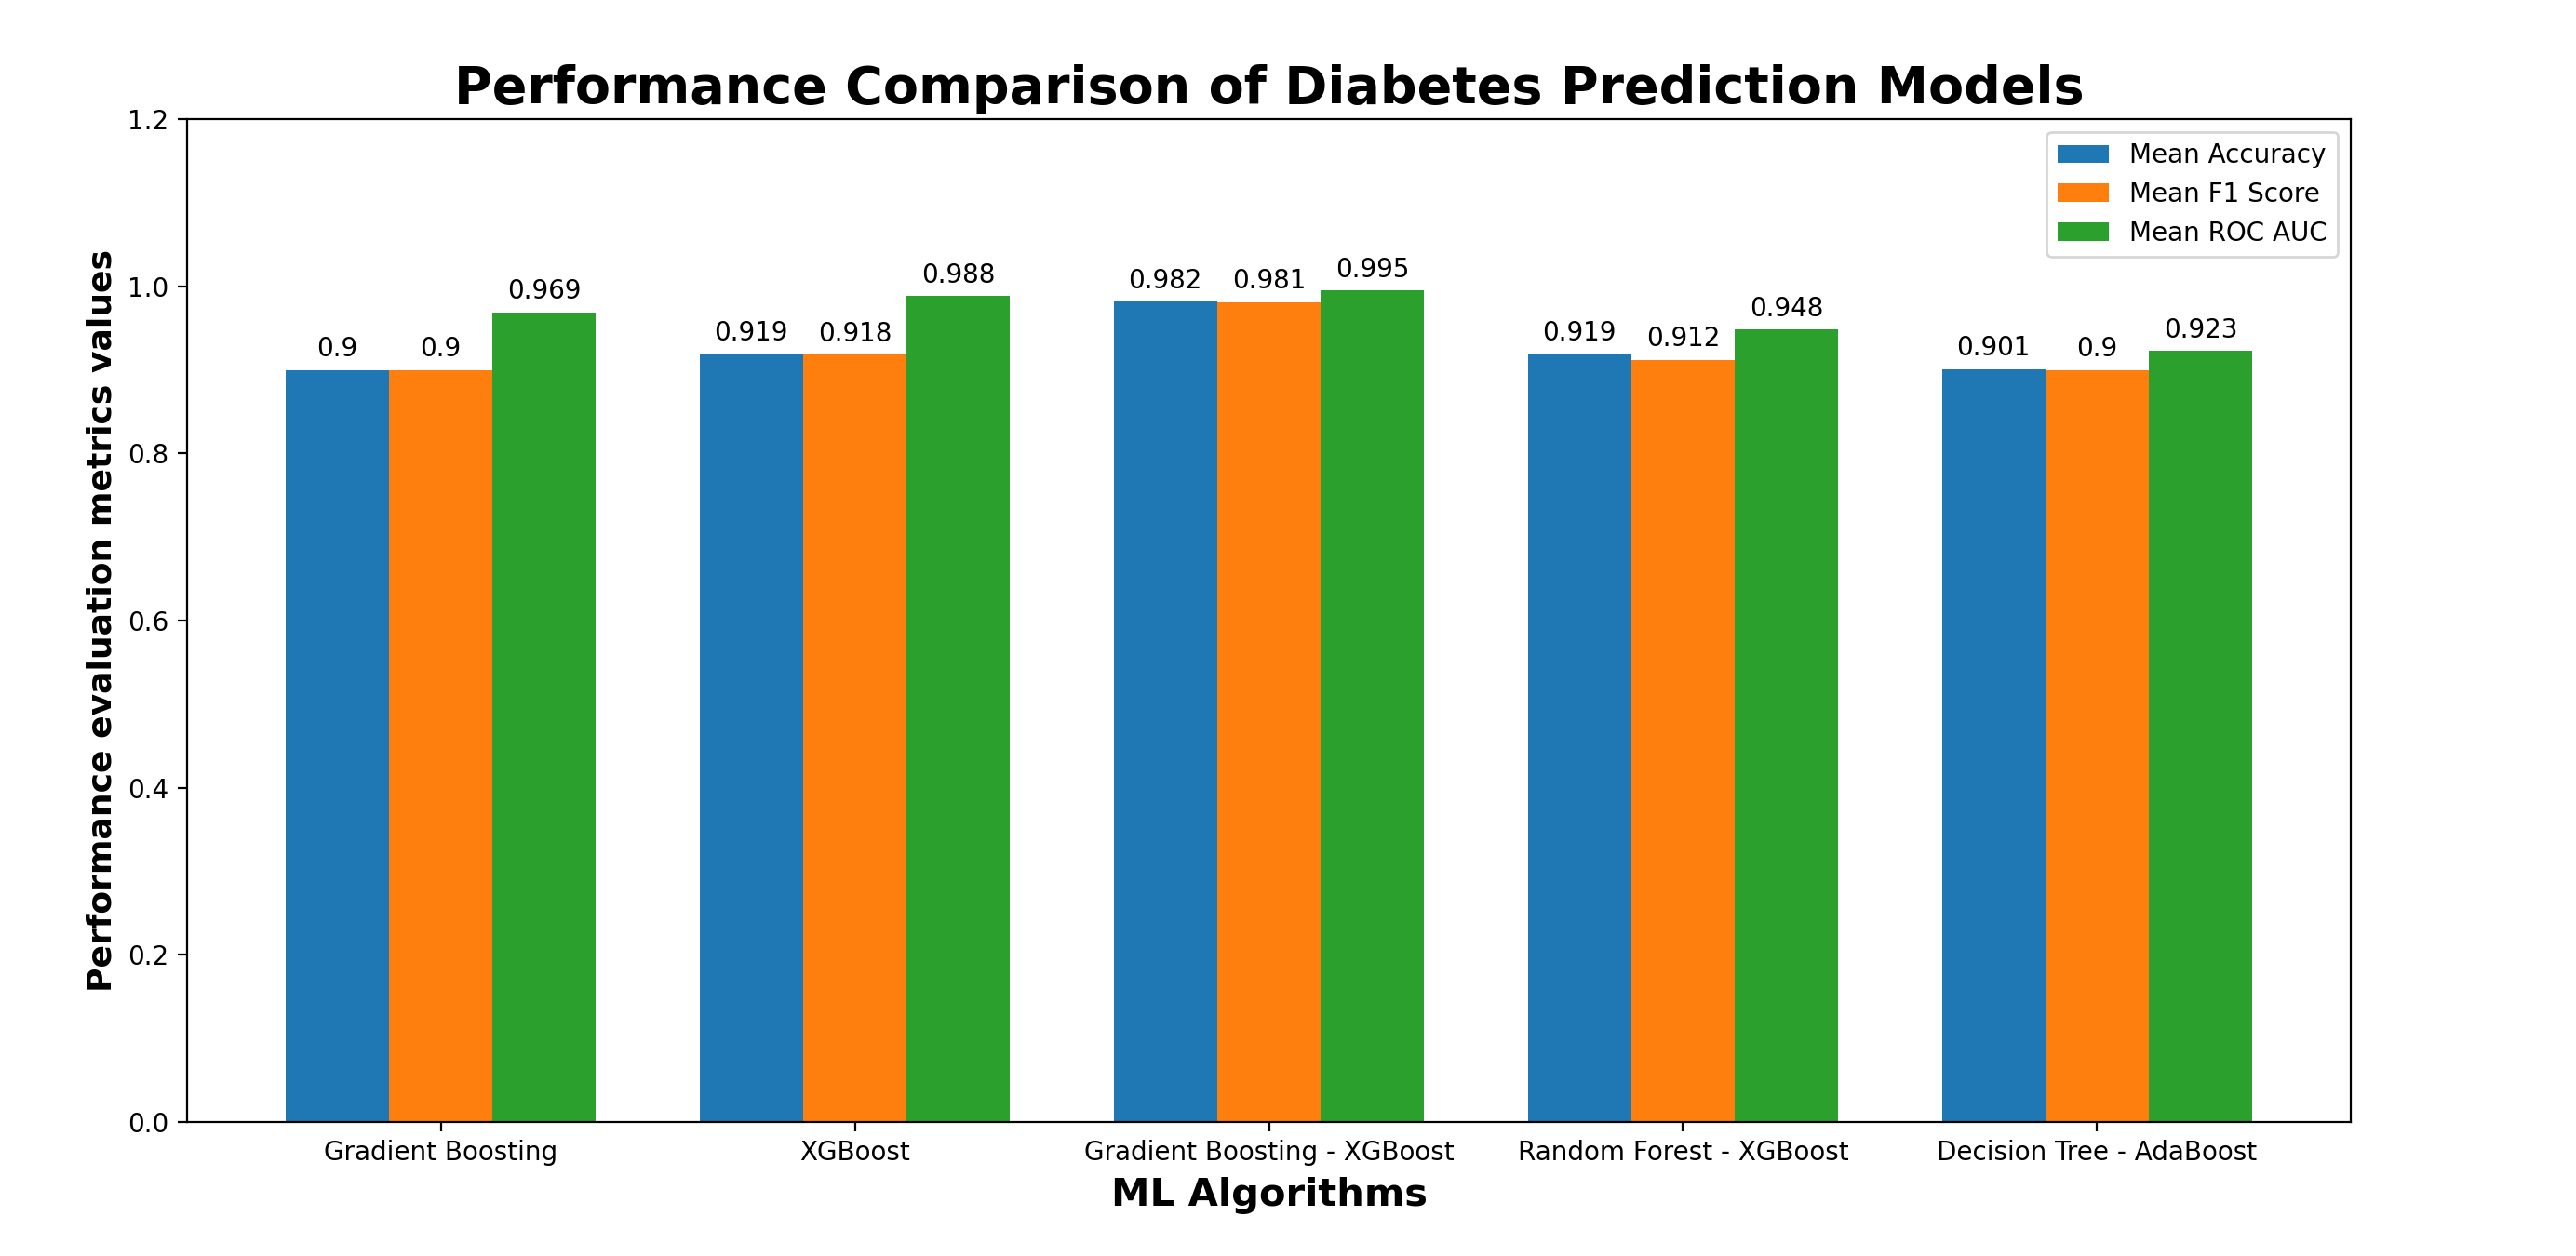 Performance Comparison of Diabetes Prediction Models
Performance evaluation metrics values
1.2
1.0
0.8
0.6
0.4
0.2
0.0
Mean Accuracy
Mean F1 Score
Mean ROC AUC
0.9 0.9 0.969
0.919 0.918 0.988
0.982 0.981 0.995
0.919 0.912 0.948
0.901 0.9 0.923
Gradient Boosting
XGBoost
Gradient Boosting - XGBoost
Random Forest - XGBoost
Decision Tree - AdaBoost
ML Algorithms